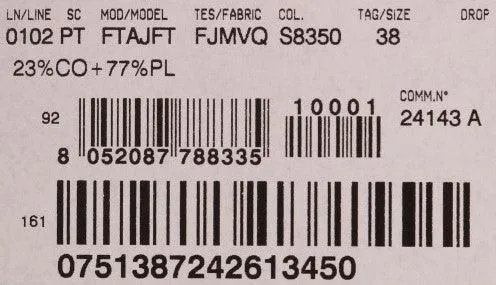 LN/LINE SC MOD/MODEL TES/FABRIC COL. TAG/SIZE DROP
0102 PT FTAJFT FJMVQ S8350 38
23%CO+77%PL
COMM.N°
24143 A
10001
92
8 052087 788335
161
0751387242613450